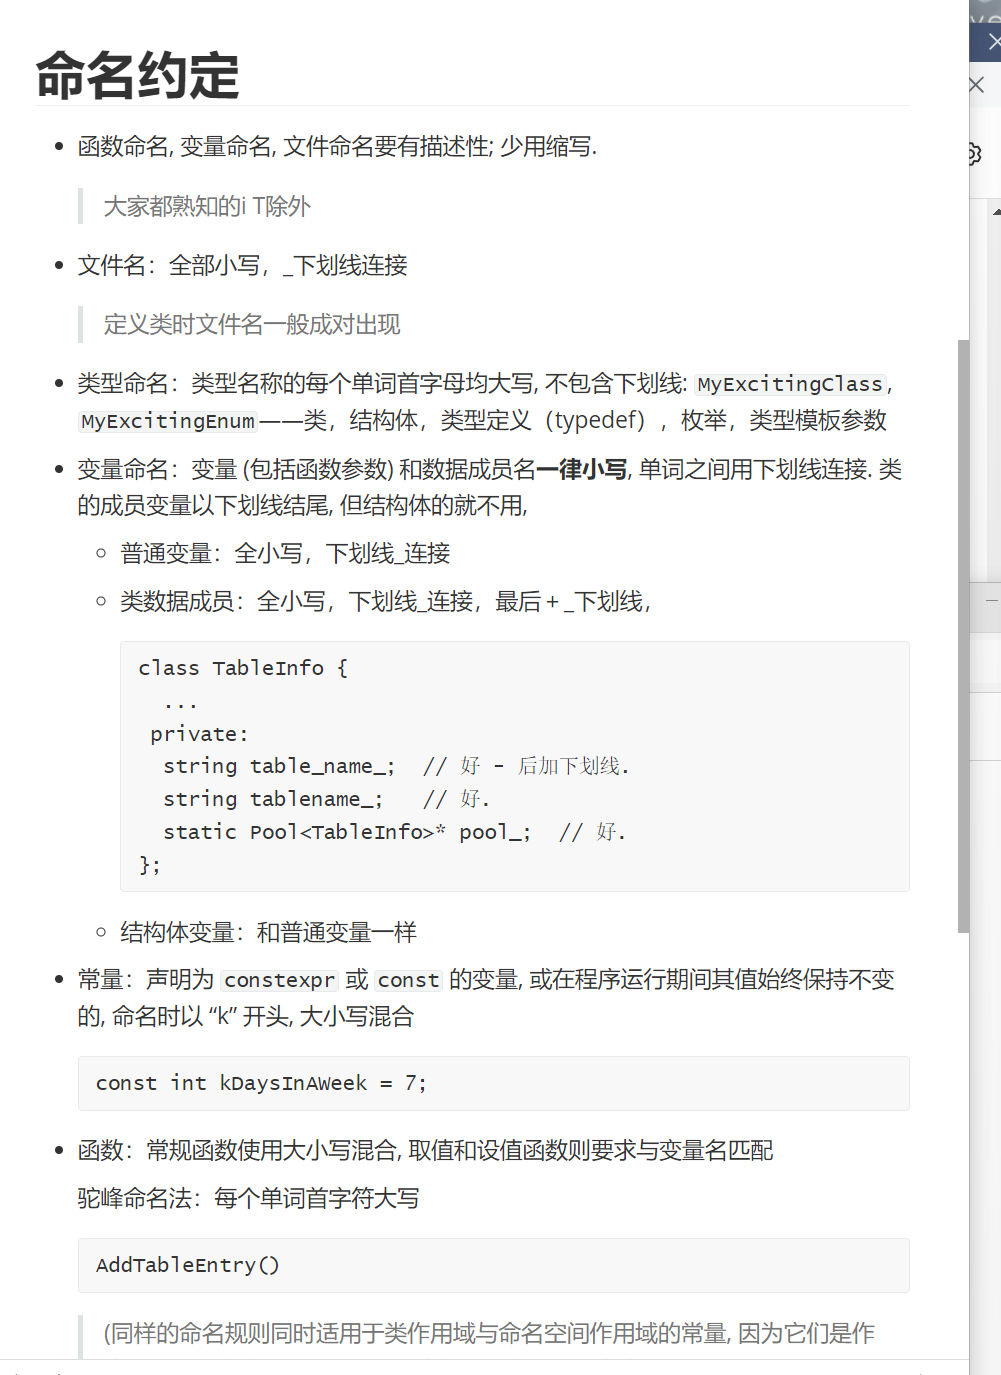 命名约定
函数命名, 变量命名, 文件命名要有描述性; 少用缩写.
大家都熟知的i T除外
文件名：全部小写，_下划线连接
定义类时文件名一般成对出现
类型命名：类型名称的每个单词首字母均大写, 不包含下划线: MyExcitingClass,
MyExcitingEnum——类，结构体，类型定义（typedef），枚举，类型模板参数
变量命名：变量 (包括函数参数) 和数据成员名一律小写, 单词之间用下划线连接. 类
的成员变量以下划线结尾, 但结构体的就不用,
普通变量：全小写，下划线_连接
类数据成员：全小写，下划线_连接，最后 + _下划线，
class TableInfo {
...
private:
string table_name_;  // 好 - 后加下划线.
string tablename_;   // 好.
static Pool<TableInfo>* pool_;  // 好.
};
结构体变量：和普通变量一样
常量：声明为 constexpr 或 const 的变量, 或在程序运行期间其值始终保持不变
的, 命名时以 “k” 开头, 大小写混合
const int kDaysInAWeek = 7;
函数：常规函数使用大小写混合, 取值和设值函数则要求与变量名匹配
驼峰命名法：每个单词首字符大写
AddTableEntry()
(同样的命名规则同时适用于类作用域与命名空间作用域的常量, 因为它们是作